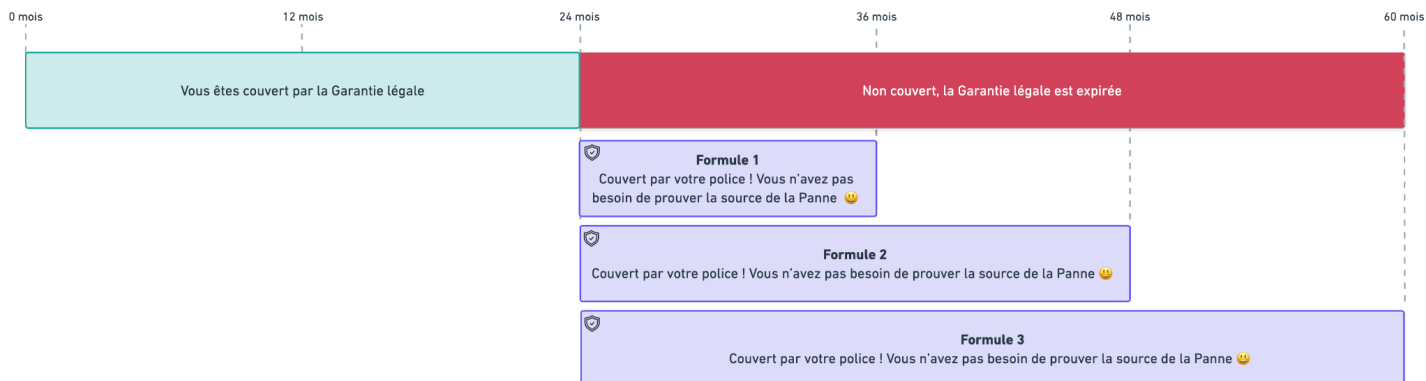 0 mois 12 mois 24 mois 36 mois 48 mois 60 mois
Vous êtes couvert par la Garantie légale
Non couvert, la Garantie légale est expirée
Formule 1
Couvert par votre police ! Vous n'avez pas
besoin de prouver la source de la Panne 😃
Formule 2
Couvert par votre police ! Vous n'avez pas besoin de prouver la source de la Panne 😃
Formule 3
Couvert par votre police ! Vous n'avez pas besoin de prouver la source de la Panne 😃